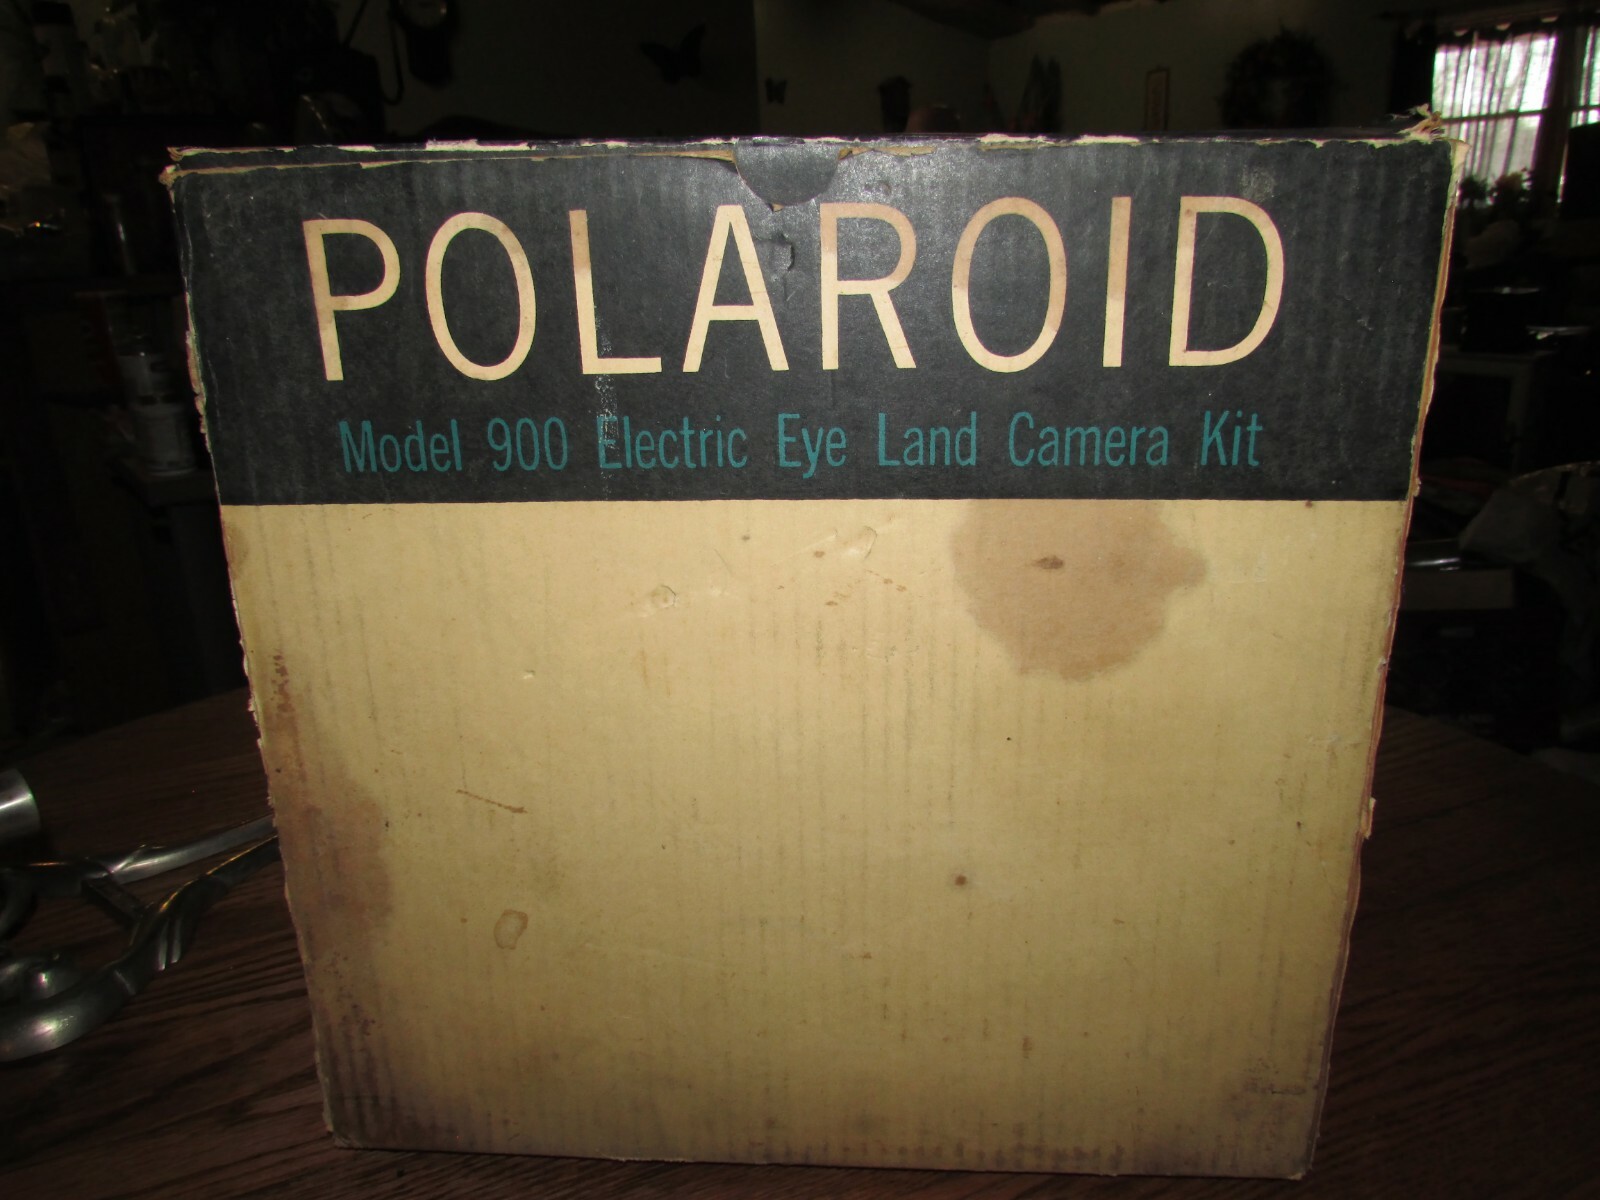 POLAROID
Model 900 Electric Eye Land Camera Kit